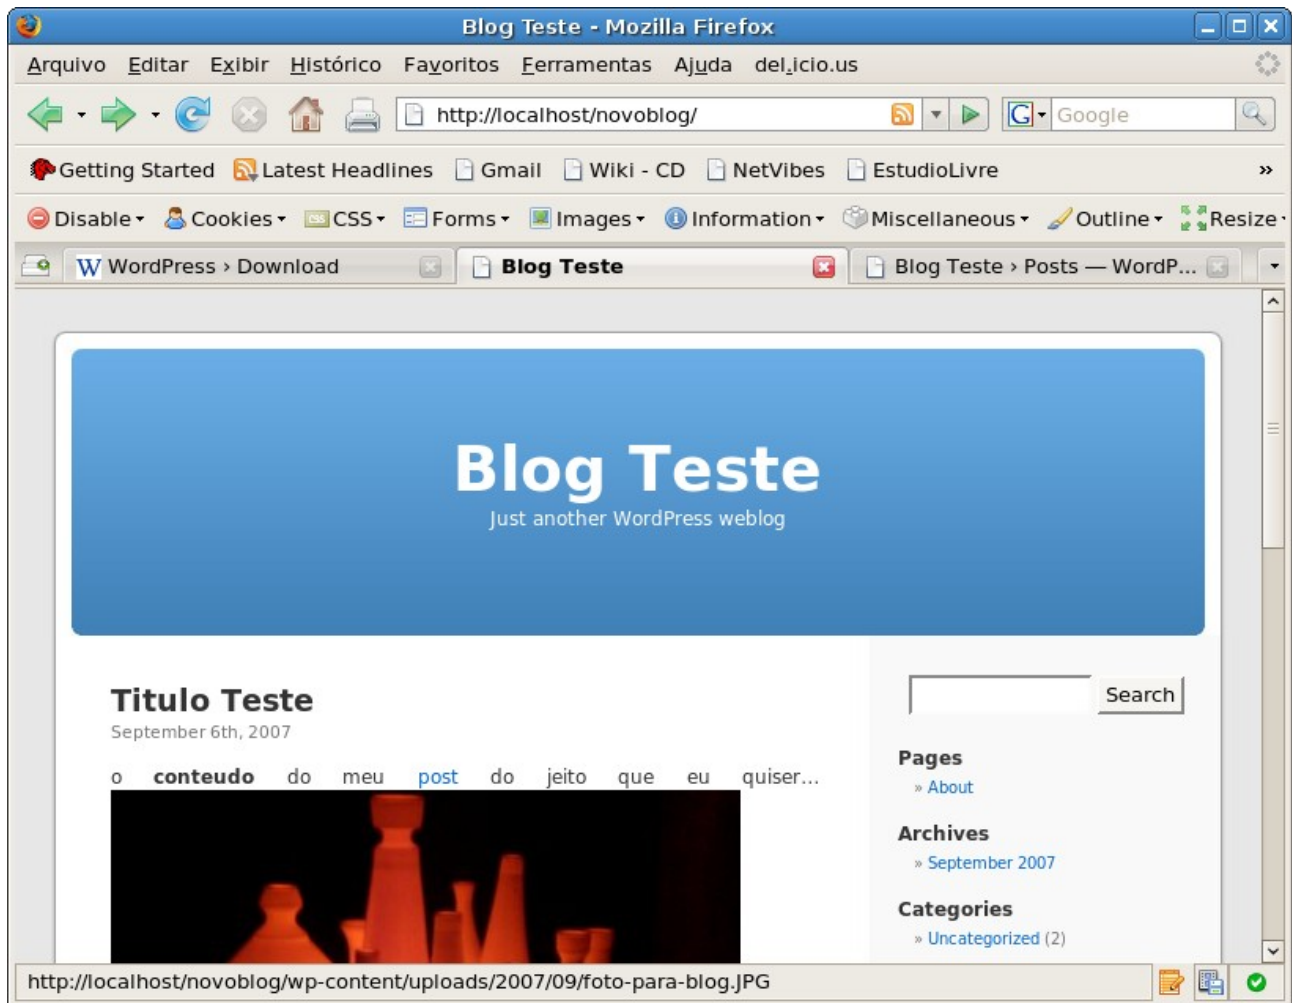 Blog Teste - Mozilla Firefox
Arquivo Editar Exibir Histórico Favoritos Ferramentas Ajuda del.icio.us
http://localhost/novoblog/ G Google
Getting Started Latest Headlines Gmail Wiki - CD NetVibes EstudioLivre »
Disable Cookies CSS Forms Images Information Miscellaneous Outline Resize
W WordPress › Download Blog Teste Blog Teste › Posts — WordP...
Blog Teste
Just another WordPress weblog
Titulo Teste
September 6th, 2007
o conteudo do meu post do jeito que eu quiser...
Search
Pages
» About
Archives
» September 2007
Categories
» Uncategorized (2)
http://localhost/novoblog/wp-content/uploads/2007/09/foto-para-blog.JPG